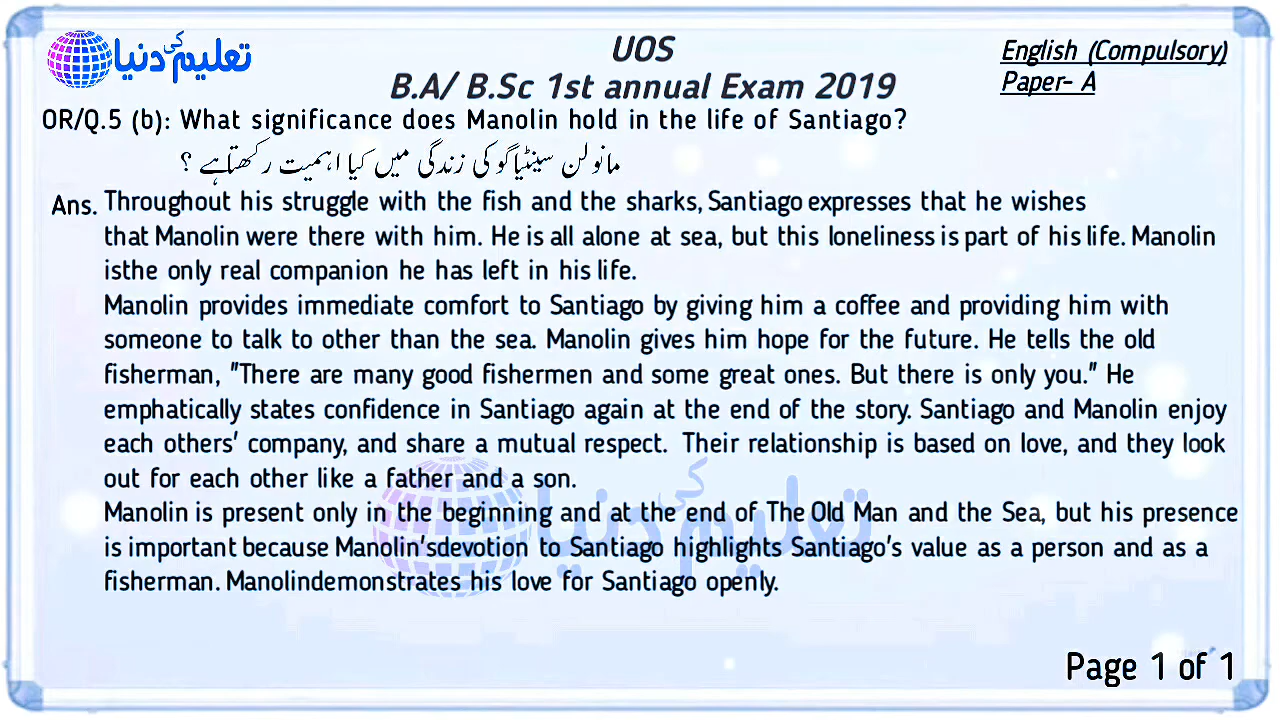 تعلیم کی دنیا
UOS
B.A/ B.Sc 1st annual Exam 2019
English (Compulsory)
Paper- A
OR/Q.5 (b): What significance does Manolin hold in the life of Santiago?
مانولن سینٹیاگو کی زندگی میں کیا اہمیت رکھتا ہے ؟
Ans. Throughout his struggle with the fish and the sharks, Santiago expresses that he wishes
that Manolin were there with him. He is all alone at sea, but this loneliness is part of his life. Manolin
isthe only real companion he has left in his life.
Manolin provides immediate comfort to Santiago by giving him a coffee and providing him with
someone to talk to other than the sea. Manolin gives him hope for the future. He tells the old
fisherman, "There are many good fishermen and some great ones. But there is only you." He
emphatically states confidence in Santiago again at the end of the story. Santiago and Manolin enjoy
each others' company, and share a mutual respect. Their relationship is based on love, and they look
out for each other like a father and a son.
Manolin is present only in the beginning and at the end of The Old Man and the Sea, but his presence
is important because Manolin'sdevotion to Santiago highlights Santiago's value as a person and as a
fisherman. Manolindemonstrates his love for Santiago openly.
تعلیم کی دنیا
Page 1 of 1